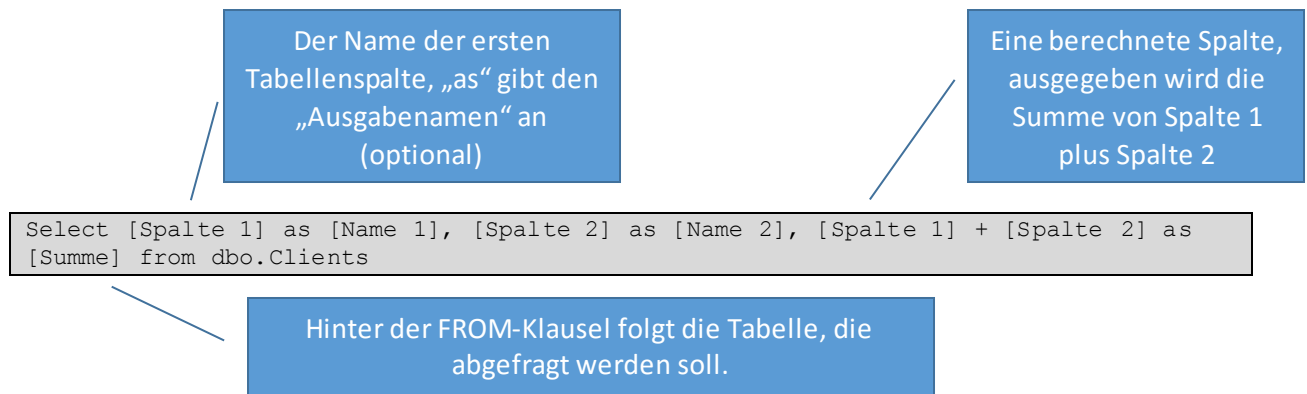 Der Name der ersten
Tabellenspalte, „as“ gibt den
„Ausgabenamen“ an
(optional)
Eine berechnete Spalte,
ausgegeben wird die
Summe von Spalte 1
plus Spalte 2
Select [Spalte 1] as [Name 1], [Spalte 2] as [Name 2], [Spalte 1] + [Spalte 2] as
[Summe] from dbo.Clients
Hinter der FROM-Klausel folgt die Tabelle, die
abgefragt werden soll.